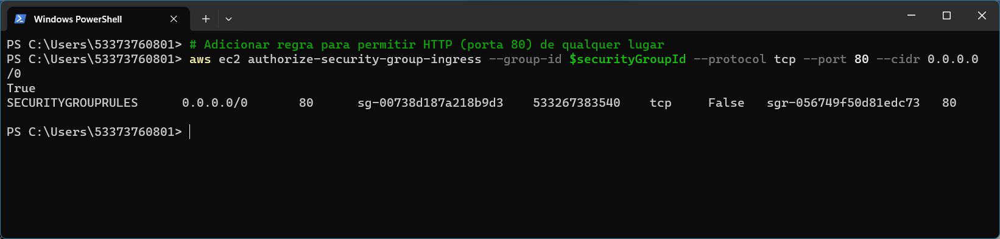 Windows PowerShell
PS C:\Users\53373760801> # Adicionar regra para permitir HTTP (porta 80) de qualquer lugar
PS C:\Users\53373760801> aws ec2 authorize-security-group-ingress --group-id $securityGroupId --protocol tcp --port 80 --cidr 0.0.0.0
/0
True
SECURITYGROUPRULES      0.0.0.0/0       80      sg-00738d187a218b9d3    533267383540    tcp     False   sgr-056749f50d81edc73   80
PS C:\Users\53373760801>